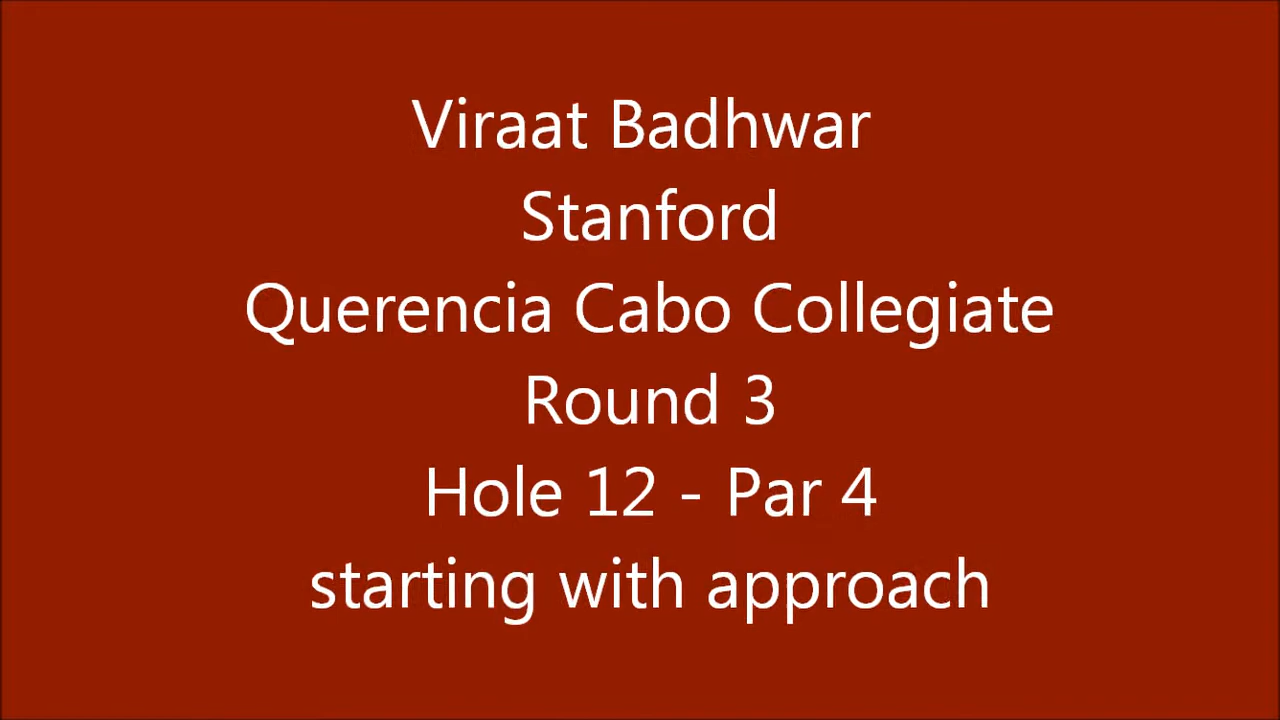 Viraat Badhwar
Stanford
Querencia Cabo Collegiate
Round 3
Hole 12 - Par 4
starting with approach